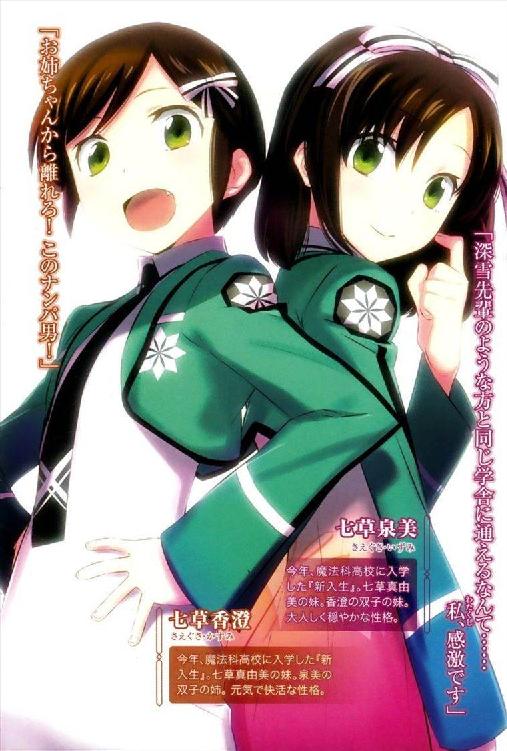 『深雪先輩のような方と同じ学舎に通えるなんて……
私、感激です』
わたくし
『お姉ちゃんから離れろ! このナンパ男!』
七草泉美
さえぐさ・いずみ
今年、魔法科高校に入学
した『新入生』。七草真由
美の妹。香澄の双子の妹。
大人しく穏やかな性格。
七草香澄
さえぐさ・かすみ
今年、魔法科高校に入学した『新
入生』。七草真由美の妹。泉美の
双子の姉。元気で快活な性格。